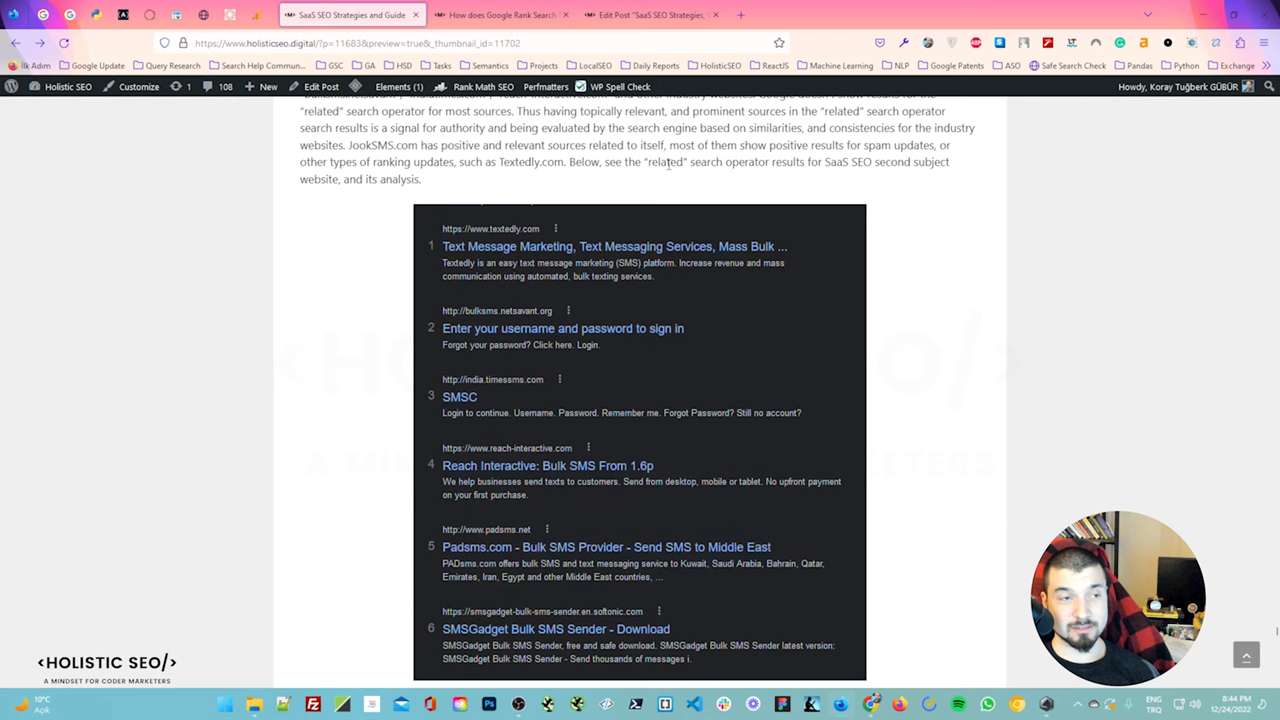 SaaS SEO Strategies and Guide
How does Google Rank Search
Edit Post "SaaS SEO Strategies,
https://www.holisticseo.digital/?p=11683&preview=true&_thumbnail_id=11702
İlk Adım
Google Update
Query Research
Search Help Commun...
GSC
GA
HSD
Tasks
Semantics
Projects
LocalSEO
Daily Reports
HolisticSEO
ReactJS
Machine Learning
NLP
Google Patents
ASO
Safe Search Check
Pandas
Python
Exchange
Holistic SEO
Customize
1
108
New
Edit Post
Elements (1)
Rank Math SEO
Perfmatters
WP Spell Check
Howdy, Koray Tuğberk GÜBÜR
"related" search operator for most sources. Thus having topically relevant, and prominent sources in the "related" search operator
search results is a signal for authority and being evaluated by the search engine based on similarities, and consistencies for the industry
websites. JookSMS.com has positive and relevant sources related to itself, most of them show positive results for spam updates, or
other types of ranking updates, such as Textedly.com. Below, see the "related" search operator results for SaaS SEO second subject
website, and its analysis.
https://www.textedly.com
1 Text Message Marketing, Text Messaging Services, Mass Bulk ...
Textedly is an easy text message marketing (SMS) platform. Increase revenue and mass
communication using automated, bulk texting services.
http://bulksms.netsavant.org
2 Enter your username and password to sign in
Forgot your password? Click here. Login.
http://india.timessms.com
3 SMSC
Login to continue. Username. Password. Remember me. Forgot Password? Still no account?
https://www.reach-interactive.com
4 Reach Interactive: Bulk SMS From 1.6p
We help businesses send texts to customers. Send from desktop, mobile or tablet. No upfront payment
on your first purchase.
http://www.padsms.net
5 Padsms.com - Bulk SMS Provider - Send SMS to Middle East
PADsms.com offers bulk SMS and text messaging service to Kuwait, Saudi Arabia, Bahrain, Qatar,
Emirates, Iran, Egypt and other Middle East countries, ...
https://smsgadget-bulk-sms-sender.en.softonic.com
6 SMSGadget Bulk SMS Sender - Download
SMSGadget Bulk SMS Sender, free and safe download. SMSGadget Bulk SMS Sender latest version:
SMSGadget Bulk SMS Sender - Send thousands of messages i.
<HOLISTIC SEO/>
A MINDSET FOR CODER MARKETERS
10°C
Açık
ENG
TRQ
8:44 PM
12/24/2022